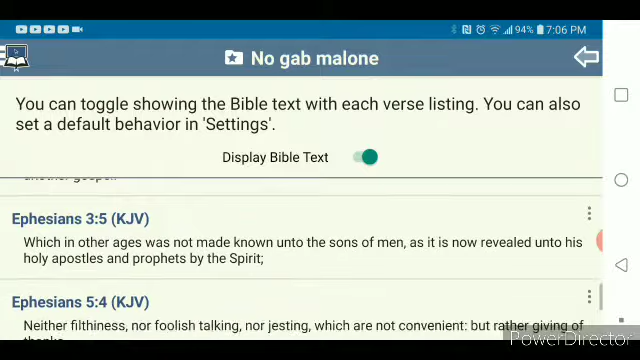 94% 7:06 PM
No gab malone
You can toggle showing the Bible text with each verse listing. You can also
set a default behavior in 'Settings'.
Display Bible Text
another gospel.
Ephesians 3:5 (KJV)
Which in other ages was not made known unto the sons of men, as it is now revealed unto his
holy apostles and prophets by the Spirit;
Ephesians 5:4 (KJV)
Neither filthiness, nor foolish talking, nor jesting, which are not convenient: but rather giving of
thanks.
PowerDirector